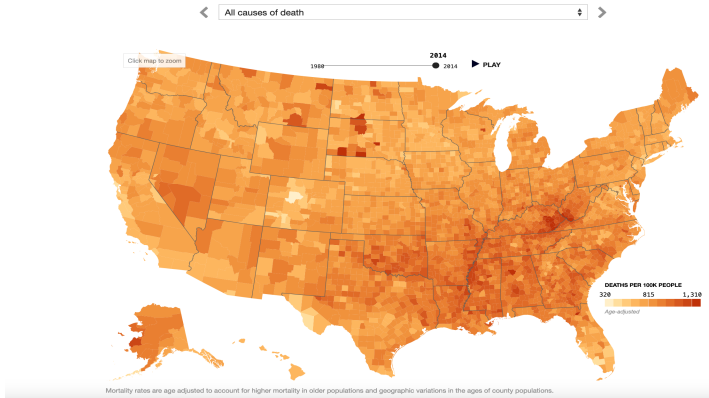 All causes of death
Click map to zoom
2014
1980
2014
PLAY
DEATHS PER 100K PEOPLE
320 815 1,310
Age-adjusted
Mortality rates are age adjusted to account for higher mortality in older populations and geographic variations in the ages of county populations.